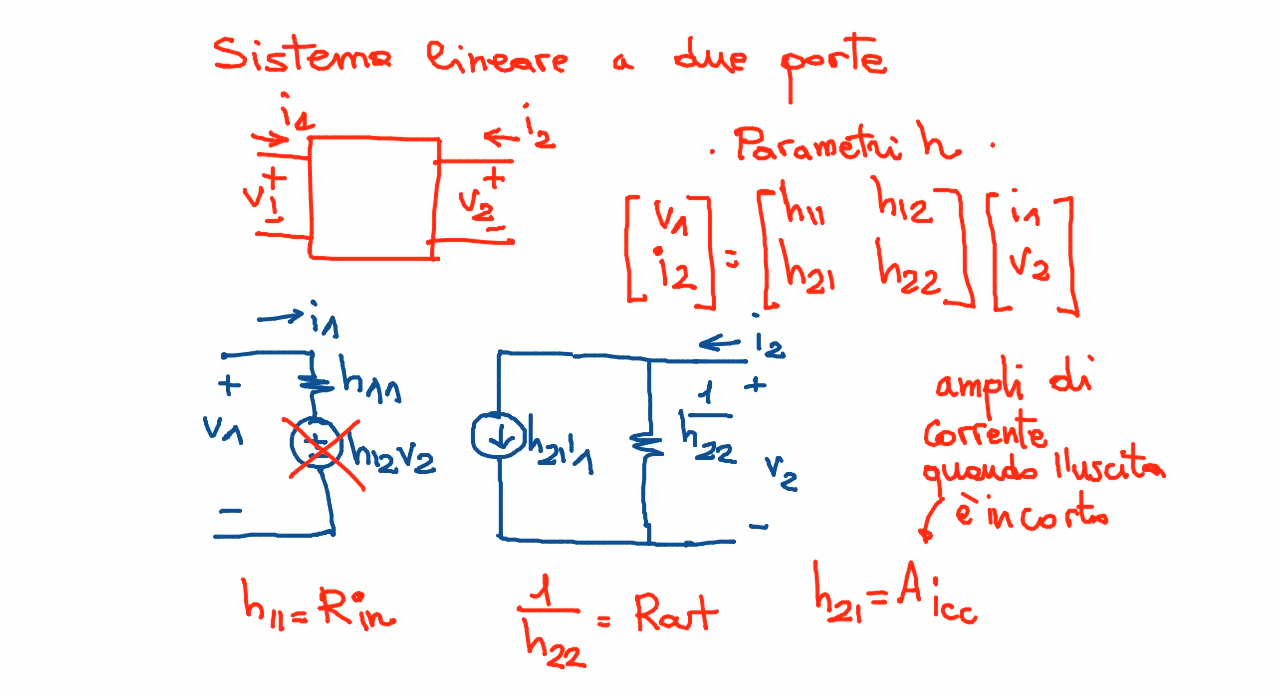 Sistema lineare a due porte
i1 i2
v1 + - v2 + -
. Parametri h .
[v1 i2] = [h11 h12 h21 h22] [i1 v2]
i1
+ v1 -
h11
+ - h12v2
h21i1
1/h22
i2
+ v2 -
ampli di
corrente
quando l'uscita
è in corto
h11 = Rin
1/h22 = Rout
h21 = Aicc